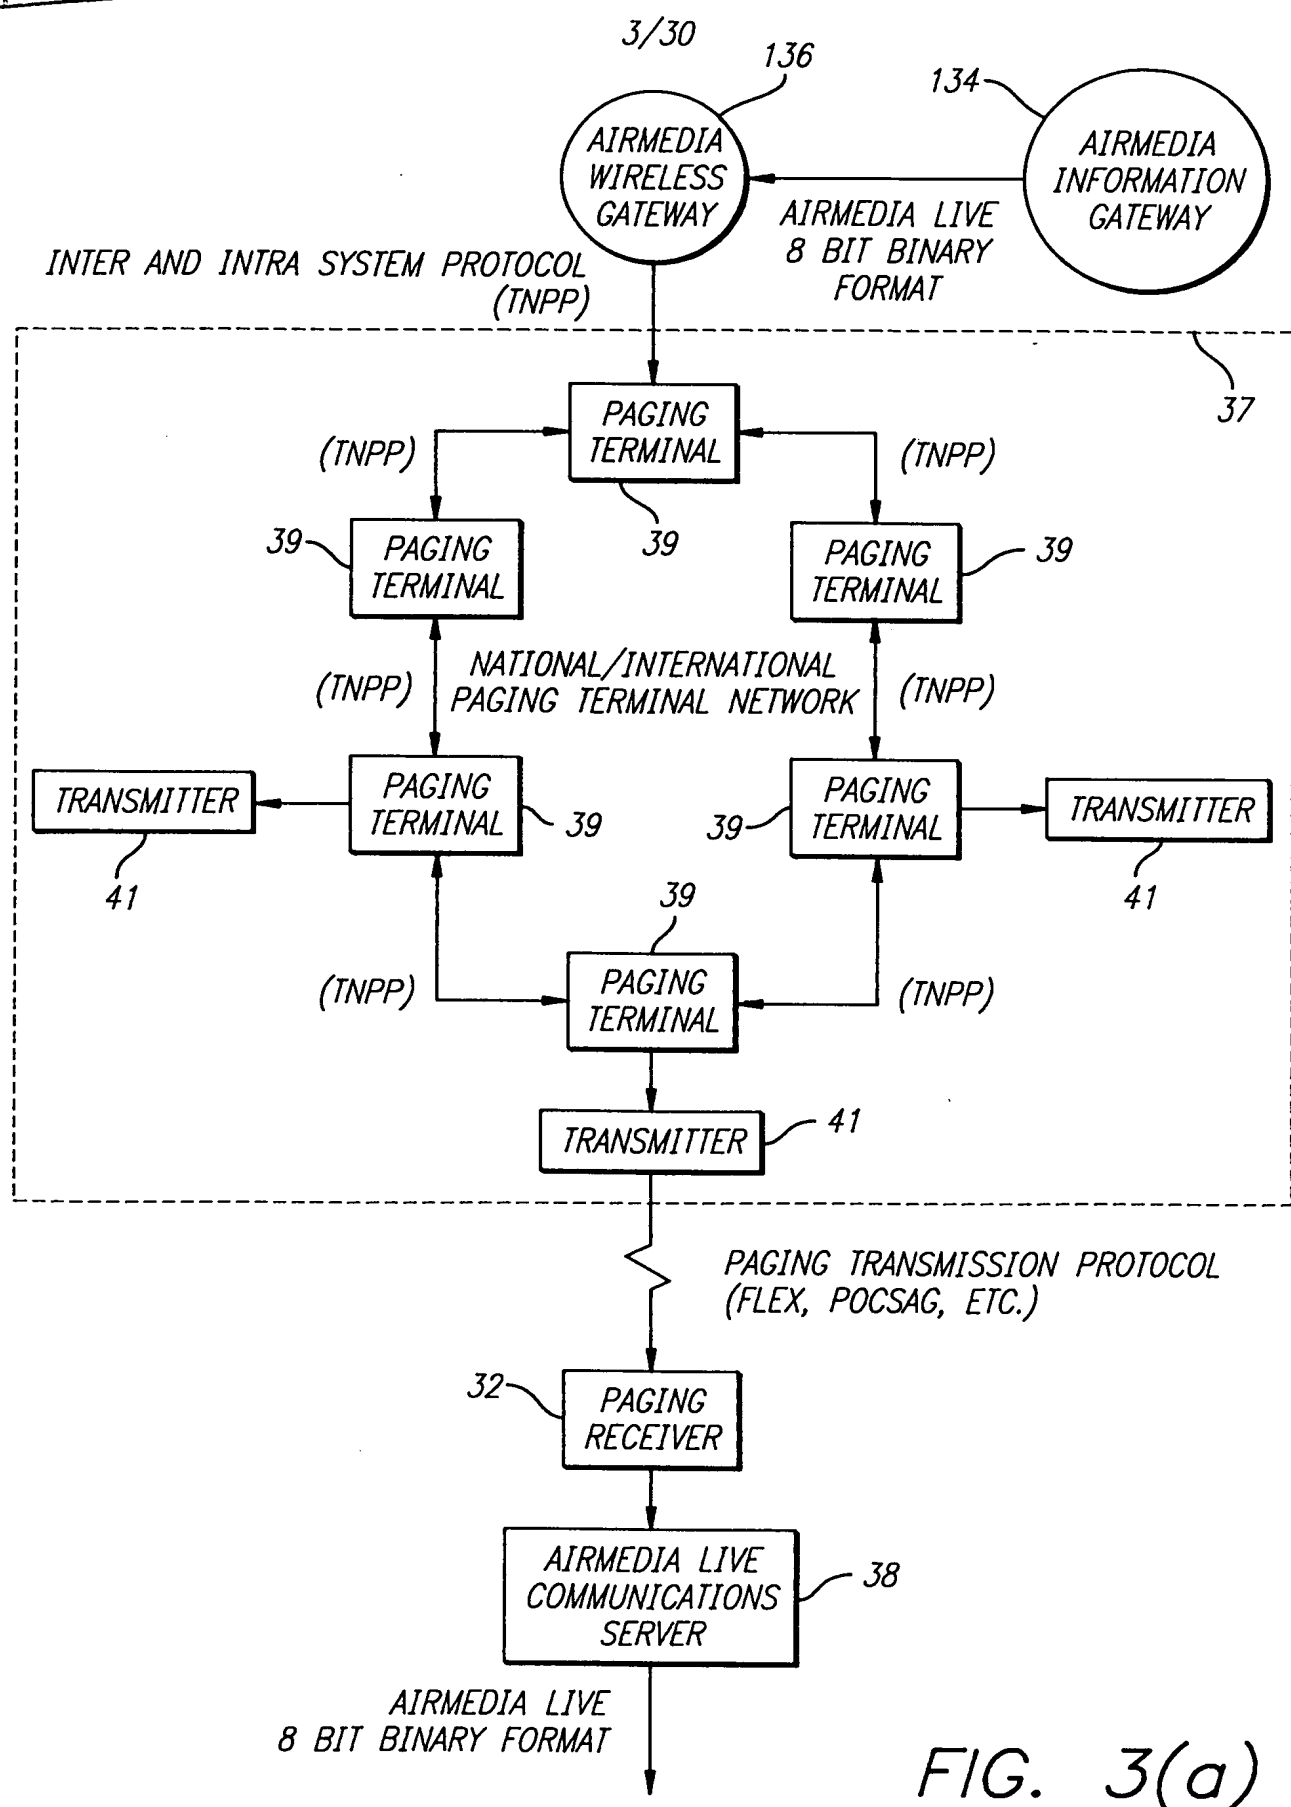 3/30
136
134
AIRMEDIA
WIRELESS
GATEWAY
AIRMEDIA
INFORMATION
GATEWAY
AIRMEDIA LIVE
8 BIT BINARY
FORMAT
INTER AND INTRA SYSTEM PROTOCOL
(TNPP)
37
PAGING
TERMINAL
(TNPP)
(TNPP)
39
39
PAGING
TERMINAL
PAGING
TERMINAL
39
NATIONAL/INTERNATIONAL
PAGING TERMINAL NETWORK
(TNPP)
(TNPP)
TRANSMITTER
PAGING
TERMINAL
39
39
PAGING
TERMINAL
TRANSMITTER
41
41
39
(TNPP)
PAGING
TERMINAL
(TNPP)
TRANSMITTER
41
PAGING TRANSMISSION PROTOCOL
(FLEX, POCSAG, ETC.)
32
PAGING
RECEIVER
AIRMEDIA LIVE
COMMUNICATIONS
SERVER
38
AIRMEDIA LIVE
8 BIT BINARY FORMAT
FIG. 3(a)